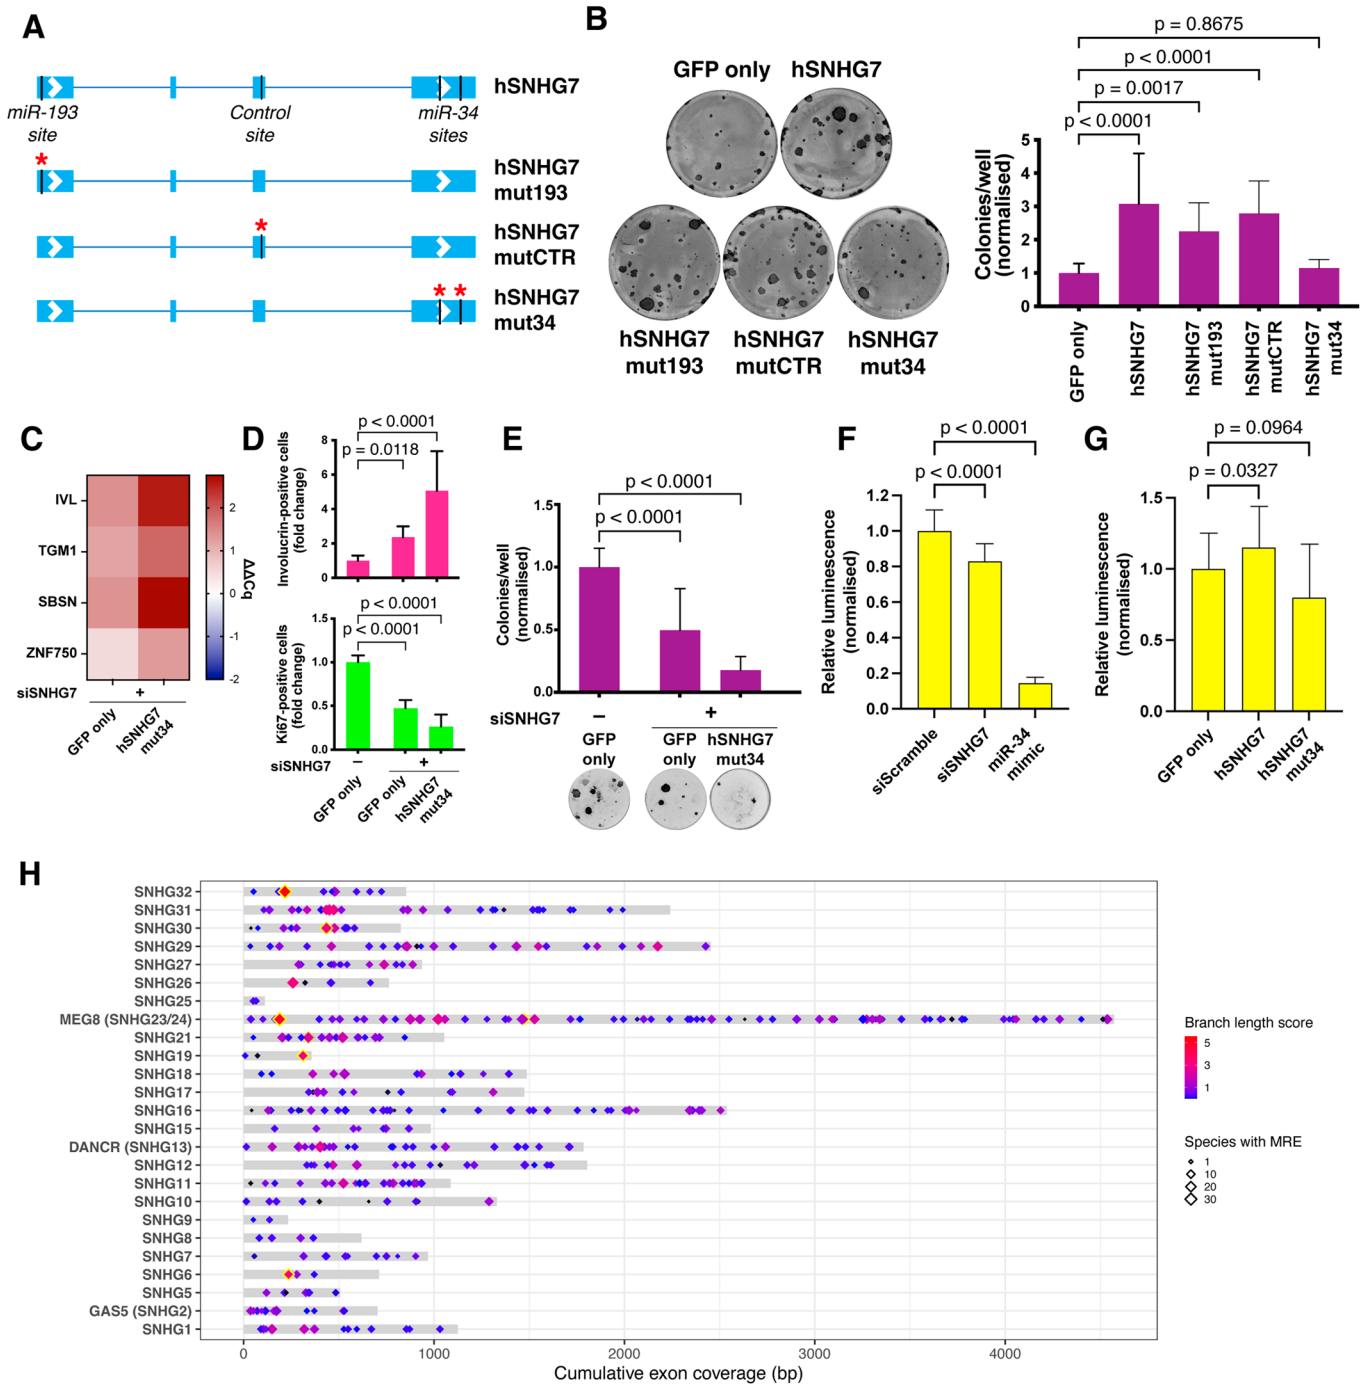 A
hSNHG7
miR-193
site
Control
site
miR-34
sites
*
hSNHG7
mut193
*
hSNHG7
mutCTR
* *
hSNHG7
mut34
B
GFP only
hSNHG7
hSNHG7
mut193
hSNHG7
mutCTR
hSNHG7
mut34
p = 0.8675
p < 0.0001
p = 0.0017
p < 0.0001
Colonies/well
(normalised)
5
4
3
2
1
0
GFP only
hSNHG7
hSNHG7
mut193
hSNHG7
mutCTR
hSNHG7
mut34
C
IVL
TGM1
SBSN
ZNF750
siSNHG7
+
GFP only
hSNHG7
mut34
2
1
0
-1
-2
ΔΔCq
D
p < 0.0001
p = 0.0118
Involucrin-positive cells
(fold change)
8
6
4
2
0
p < 0.0001
p < 0.0001
Ki67-positive cells
(fold change)
1.5
1.0
0.5
0.0
siSNHG7
–
+
GFP only
GFP only
hSNHG7
mut34
E
p < 0.0001
p < 0.0001
Colonies/well
(normalised)
1.5
1.0
0.5
0.0
siSNHG7
–
+
GFP
only
GFP
only
hSNHG7
mut34
F
p < 0.0001
p < 0.0001
Relative luminescence
(normalised)
1.2
1.0
0.8
0.6
0.4
0.2
0.0
siScramble
siSNHG7
miR-34
mimic
G
p = 0.0964
p = 0.0327
Relative luminescence
(normalised)
1.5
1.0
0.5
0.0
GFP only
hSNHG7
hSNHG7
mut34
H
SNHG32
SNHG31
SNHG30
SNHG29
SNHG27
SNHG26
SNHG25
MEG8 (SNHG23/24)
SNHG21
SNHG19
SNHG18
SNHG17
SNHG16
SNHG15
DANCR (SNHG13)
SNHG12
SNHG11
SNHG10
SNHG9
SNHG8
SNHG7
SNHG6
SNHG5
GAS5 (SNHG2)
SNHG1
0
1000
2000
3000
4000
Cumulative exon coverage (bp)
Branch length score
5
3
1
Species with MRE
1
10
20
30